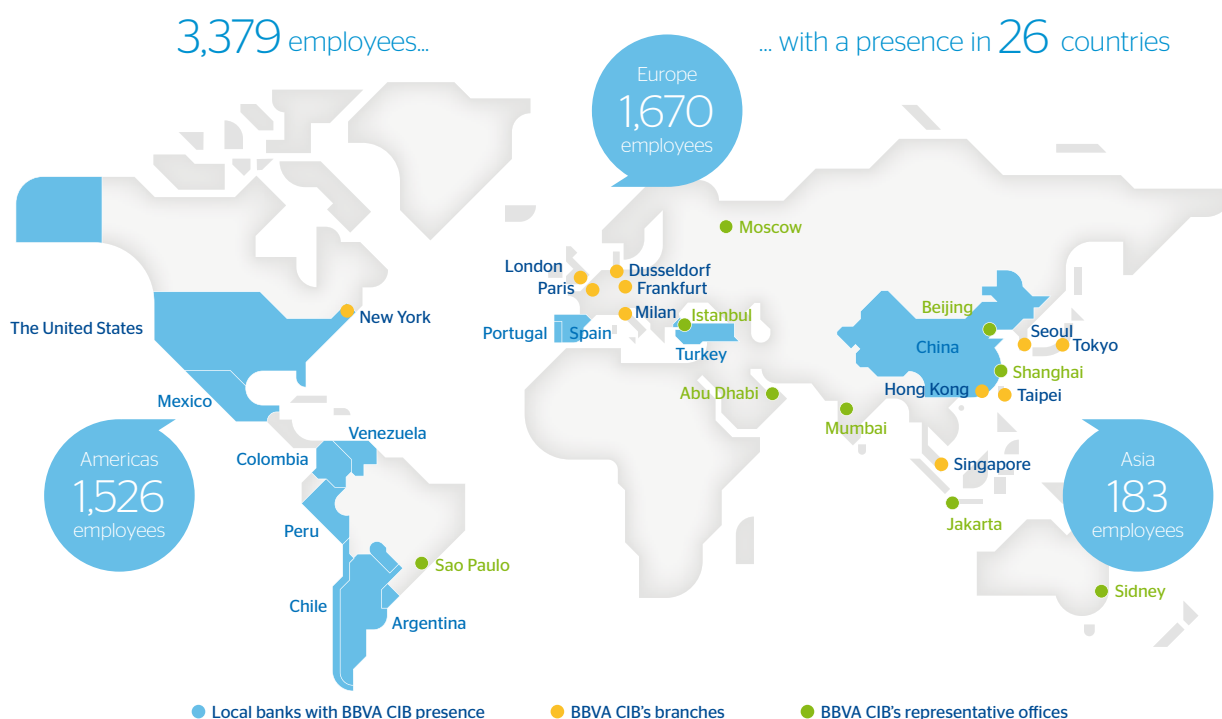 3,379 employees...
... with a presence in 26 countries
Europe
1,670
employees
Moscow
London
Dusseldorf
Paris
Frankfurt
New York
The United States
Milan
Istanbul
Portugal
Spain
Turkey
Beijing
Seoul
China
Tokyo
Shanghai
Abu Dhabi
Hong Kong
Taipei
Mexico
Mumbai
Venezuela
Colombia
Americas
1,526
employees
Singapore
Asia
183
employees
Peru
Jakarta
Sao Paulo
Sidney
Chile
Argentina
Local banks with BBVA CIB presence
BBVA CIB's branches
BBVA CIB's representative offices